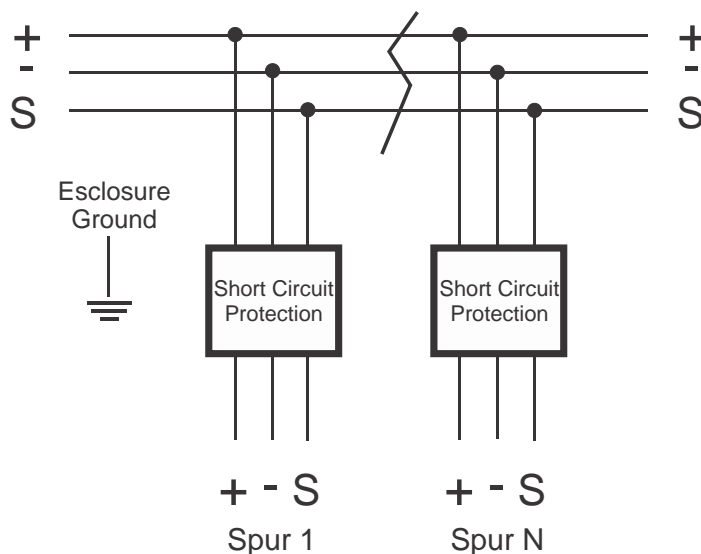 + +
- -
S S
Esclosure
Ground
Short Circuit
Protection
Short Circuit
Protection
+ - S
+ - S
Spur 1
Spur N